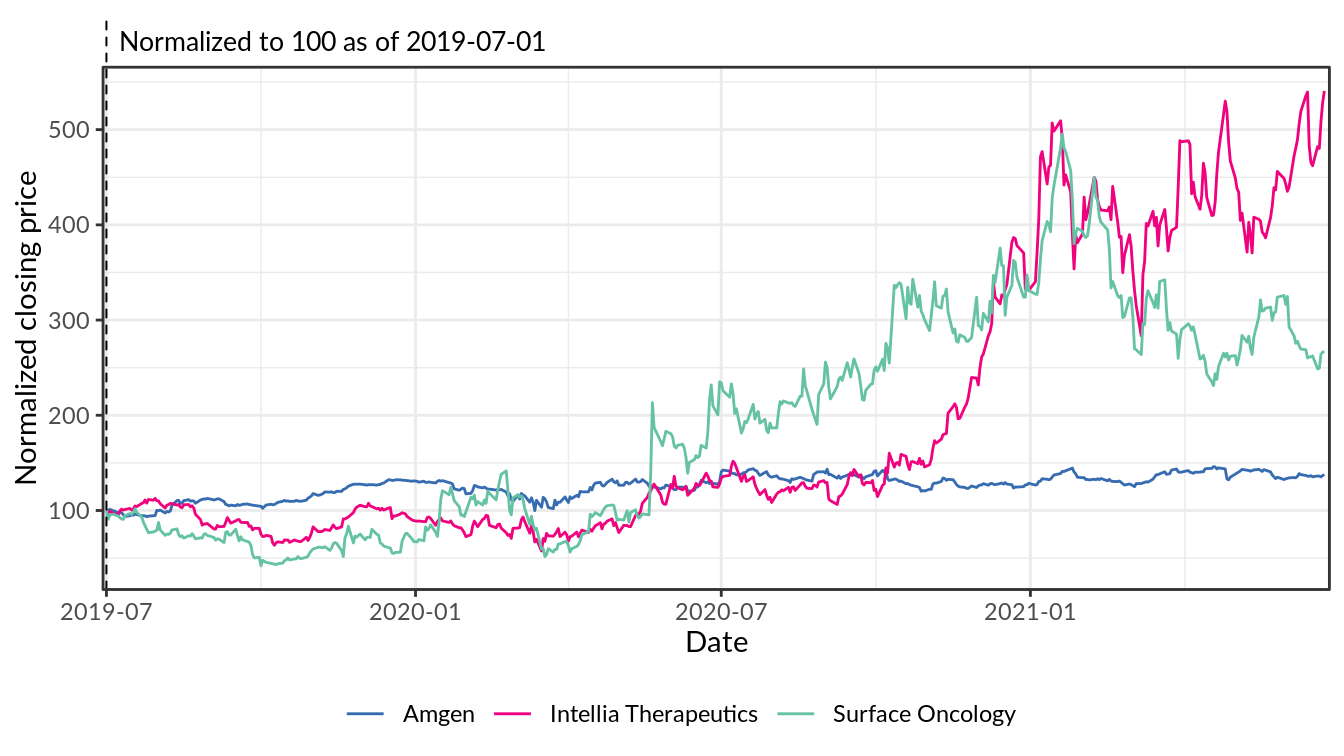 Normalized to 100 as of 2019-07-01
Normalized closing price
500
400
300
200
100
2019-07 2020-01 2020-07 2021-01
Date
Amgen Intellia Therapeutics Surface Oncology